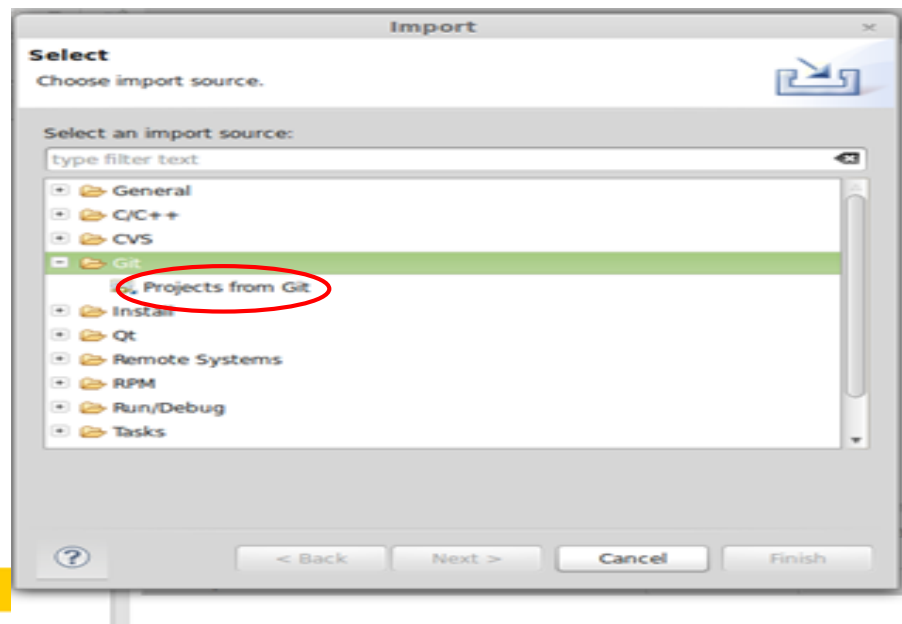 Import
Select
Choose import source.
Select an import source:
type filter text
General
C/C++
CVS
Git
Projects from Git
Install
Qt
Remote Systems
RPM
Run/Debug
Tasks
?
< Back
Next >
Cancel
Finish